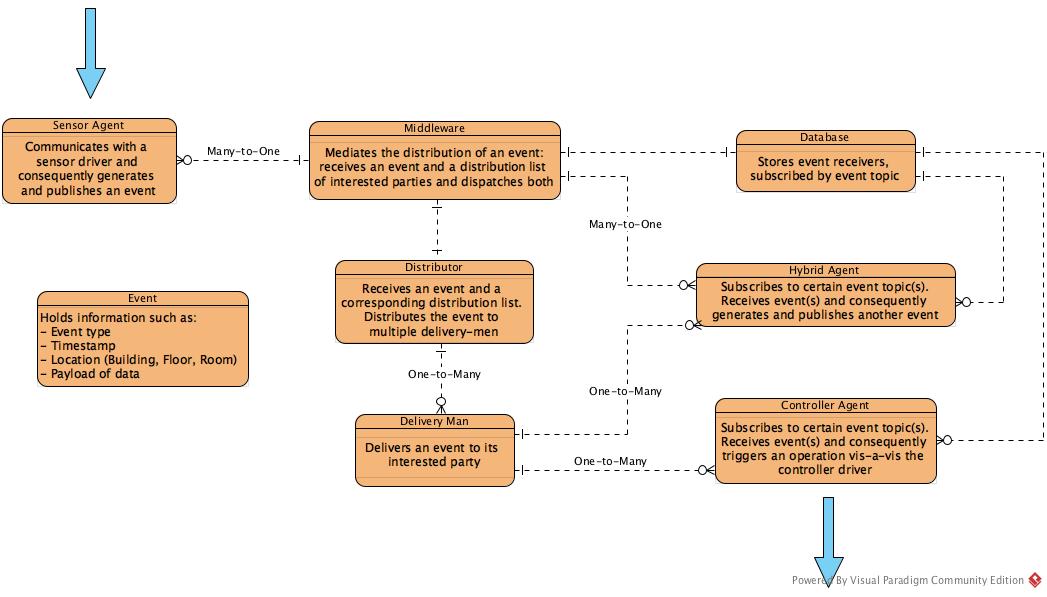 Sensor Agent
Communicates with a
sensor driver and
consequently generates
and publishes an event
Many-to-One
Middleware
Mediates the distribution of an event:
receives an event and a distribution list
of interested parties and dispatches both
Database
Stores event receivers,
subscribed by event topic
Many-to-One
Distributor
Receives an event and a
corresponding distribution list.
Distributes the event to
multiple delivery-men
Hybrid Agent
Subscribes to certain event topic(s).
Receives event(s) and consequently
generates and publishes another event
Event
Holds information such as:
- Event type
- Timestamp
- Location (Building, Floor, Room)
- Payload of data
One-to-Many
One-to-Many
Delivery Man
Delivers an event to its
interested party
One-to-Many
Controller Agent
Subscribes to certain event topic(s).
Receives event(s) and consequently
triggers an operation vis-a-vis the
controller driver
Powered By Visual Paradigm Community Edition